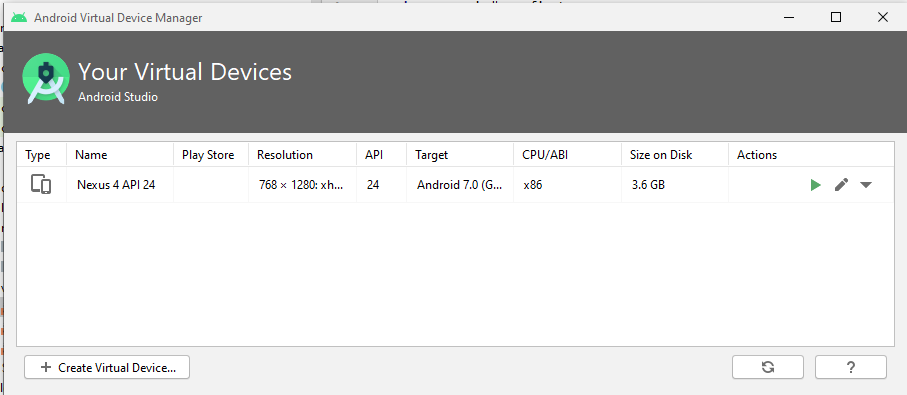 Android Virtual Device Manager
Your Virtual Devices
Android Studio
Type Name Play Store Resolution API Target CPU/ABI Size on Disk Actions
Nexus 4 API 24 768 × 1280: xh... 24 Android 7.0 (G... x86 3.6 GB
+ Create Virtual Device... ?